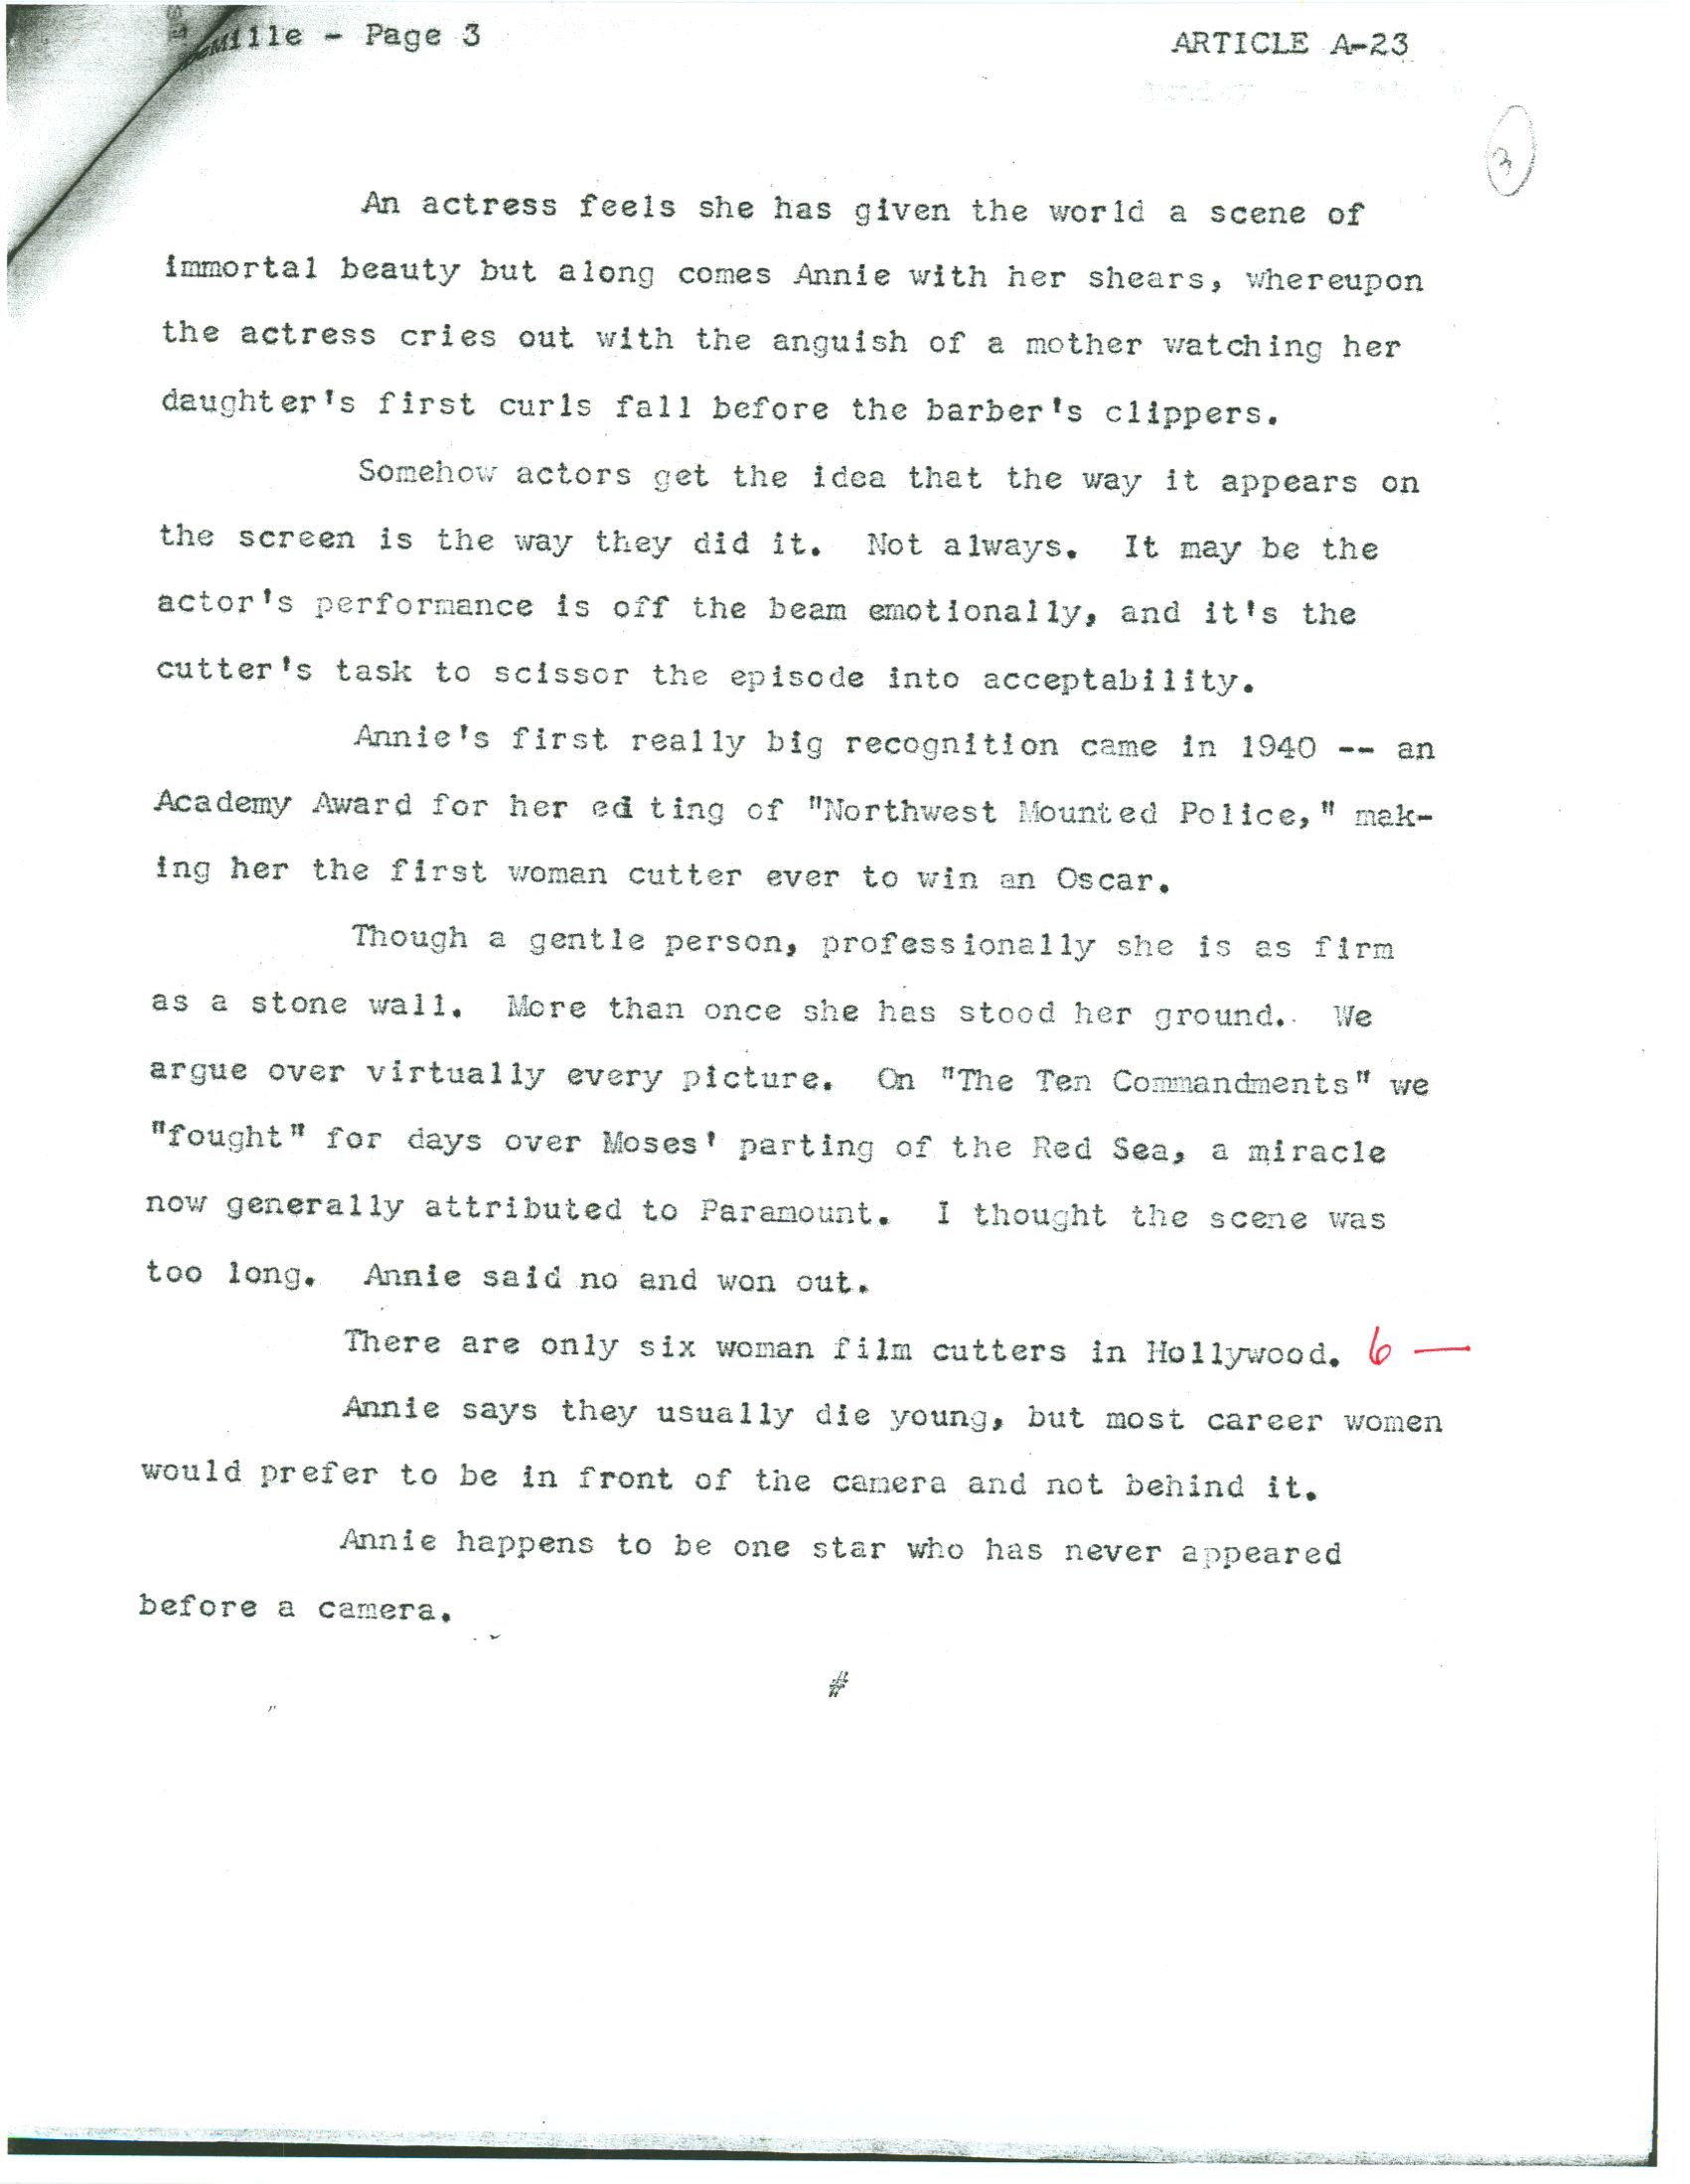 Mille - Page 3 ARTICLE A-23
3
An actress feels she has given the world a scene of
immortal beauty but along comes Annie with her shears, whereupon
the actress cries out with the anguish of a mother watching her
daughter's first curls fall before the barber's clippers.
Somehow actors get the idea that the way it appears on
the screen is the way they did it. Not always. It may be the
actor's performance is off the beam emotionally, and it's the
cutter's task to scissor the episode into acceptability.
Annie's first really big recognition came in 1940 -- an
Academy Award for her ed ting of "Northwest Mounted Police," mak-
ing her the first woman cutter ever to win an Oscar.
Though a gentle person, professionally she is as firm
as a stone wall. More than once she has stood her ground. We
argue over virtually every picture. On "The Ten Commandments" we
"fought" for days over Moses' parting of the Red Sea, a miracle
now generally attributed to Paramount. I thought the scene was
too long. Annie said no and won out.
There are only six woman film cutters in Hollywood. 6 —
Annie says they usually die young, but most career women
would prefer to be in front of the camera and not behind it.
Annie happens to be one star who has never appeared
before a camera.
#